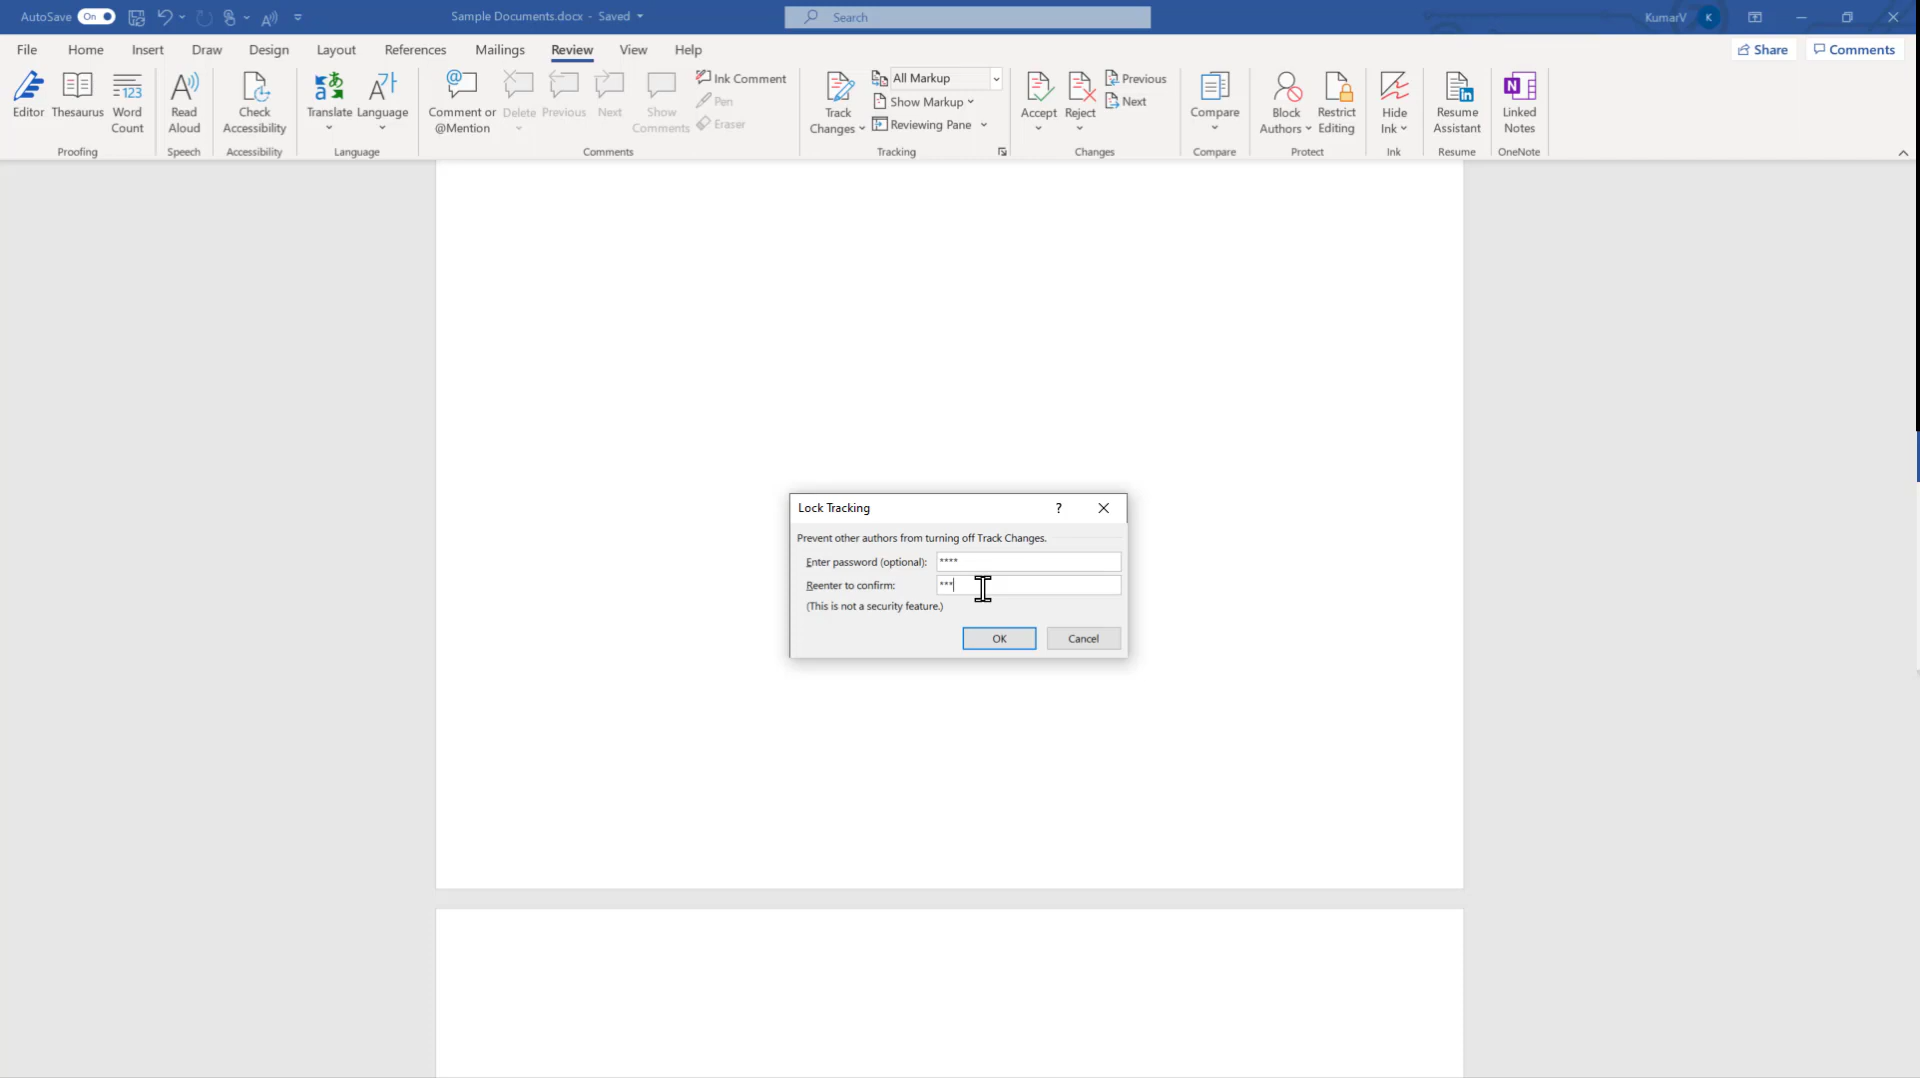 AutoSave On Sample Documents.docx - Saved Search KumarV K
File Home Insert Draw Design Layout References Mailings Review View Help Share Comments
Editor
Thesaurus
Word Count
Proofing
Read Aloud
Speech
Check Accessibility
Accessibility
Translate
Language
Language
Comment or @Mention
Delete
Previous
Next
Show Comments
Ink Comment
Pen
Eraser
Comments
Track Changes
All Markup
Show Markup
Reviewing Pane
Tracking
Accept
Reject
Previous
Next
Changes
Compare
Compare
Block Authors
Restrict Editing
Protect
Hide Ink
Ink
Resume Assistant
Resume
Linked Notes
OneNote
Lock Tracking ?
Prevent other authors from turning off Track Changes.
Enter password (optional): ****
Reenter to confirm: ***
(This is not a security feature.)
OK Cancel